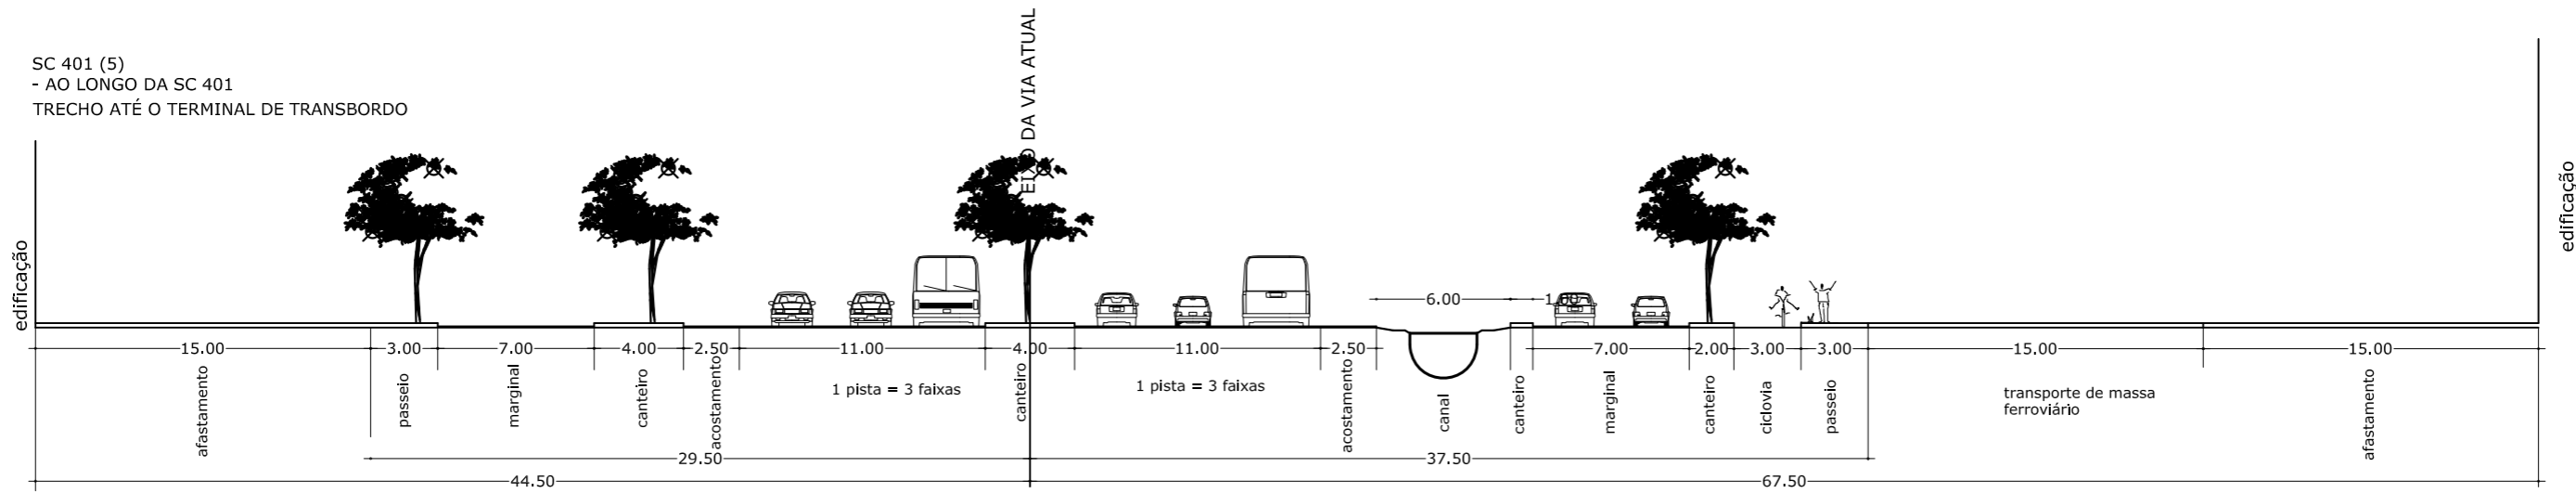 EIXO DA VIA ATUAL
SC 401 (5)
- AO LONGO DA SC 401
TRECHO ATÉ O TERMINAL DE TRANSBORDO
edificação
edificação
6.00
1.00
15.00
3.00
7.00
4.00
2.50
11.00
4.00
11.00
2.50
7.00
2.00
3.00
3.00
15.00
15.00
afastamento
passeio
marginal
canteiro
acostamento
1 pista = 3 faixas
canteiro
1 pista = 3 faixas
acostamento
canal
canteiro
marginal
canteiro
ciclovia
passeio
transporte de massa
ferroviário
afastamento
29.50
37.50
44.50
67.50